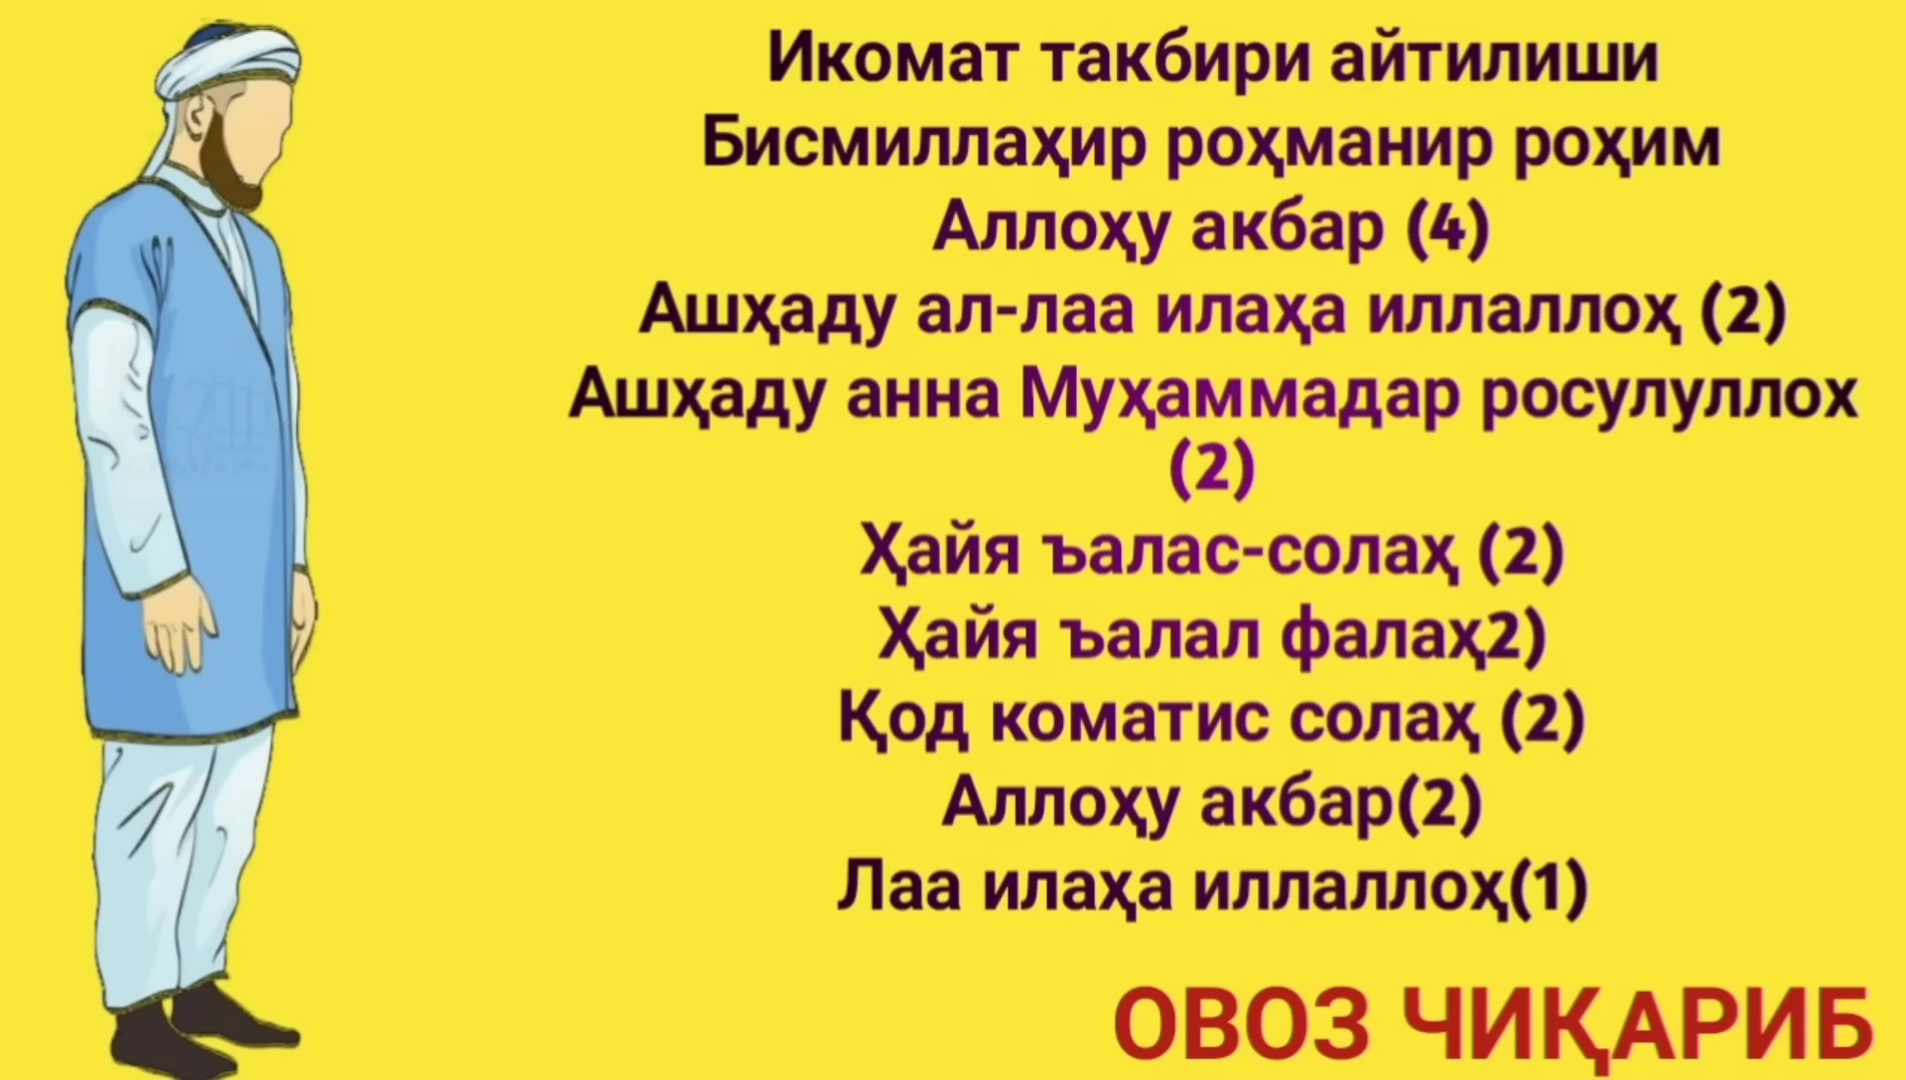 Икомат такбири айтилиши
Бисмиллаҳир роҳманир роҳим
Аллоҳу акбар (4)
Ашҳаду ал-лаа илаҳа иллаллоҳ (2)
Ашҳаду анна Муҳаммадар росулуллох
(2)
Ҳайя ъалас-солаҳ (2)
Ҳайя ъалал фалаҳ2)
Қод коматис солаҳ (2)
Аллоҳу акбар(2)
Лаа илаҳа иллаллоҳ(1)
ОВОЗ ЧИҚАРИБ